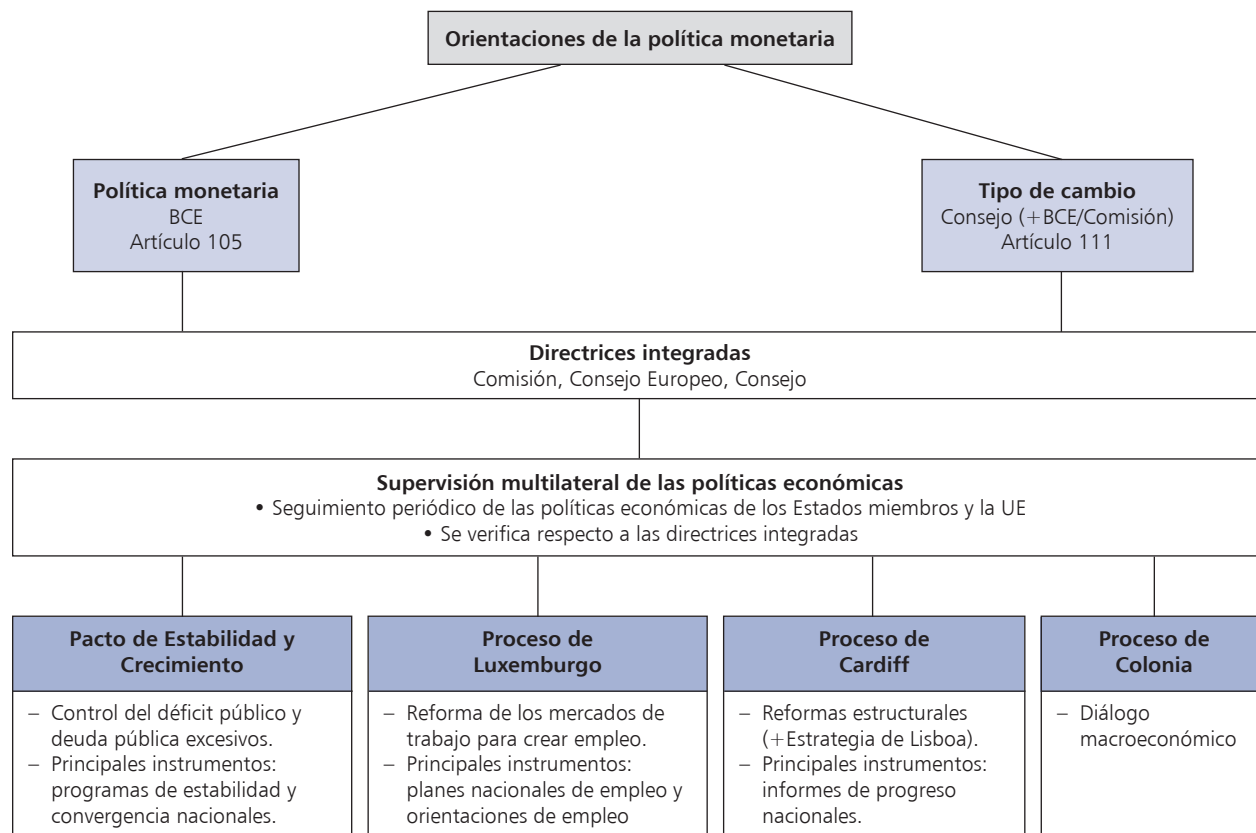 Orientaciones de la política monetaria
Política monetaria
BCE
Artículo 105
Tipo de cambio
Consejo (+BCE/Comisión)
Artículo 111
Directrices integradas
Comisión, Consejo Europeo, Consejo
Supervisión multilateral de las políticas económicas
• Seguimiento periódico de las políticas económicas de los Estados miembros y la UE
• Se verifica respecto a las directrices integradas
Pacto de Estabilidad y
Crecimiento
– Control del déficit público y
deuda pública excesivos.
– Principales instrumentos:
programas de estabilidad y
convergencia nacionales.
Proceso de
Luxemburgo
– Reforma de los mercados de
trabajo para crear empleo.
– Principales instrumentos:
planes nacionales de empleo y
orientaciones de empleo
Proceso de
Cardiff
– Reformas estructurales
(+Estrategia de Lisboa).
– Principales instrumentos:
informes de progreso
nacionales.
Proceso de
Colonia
– Diálogo
macroeconómico